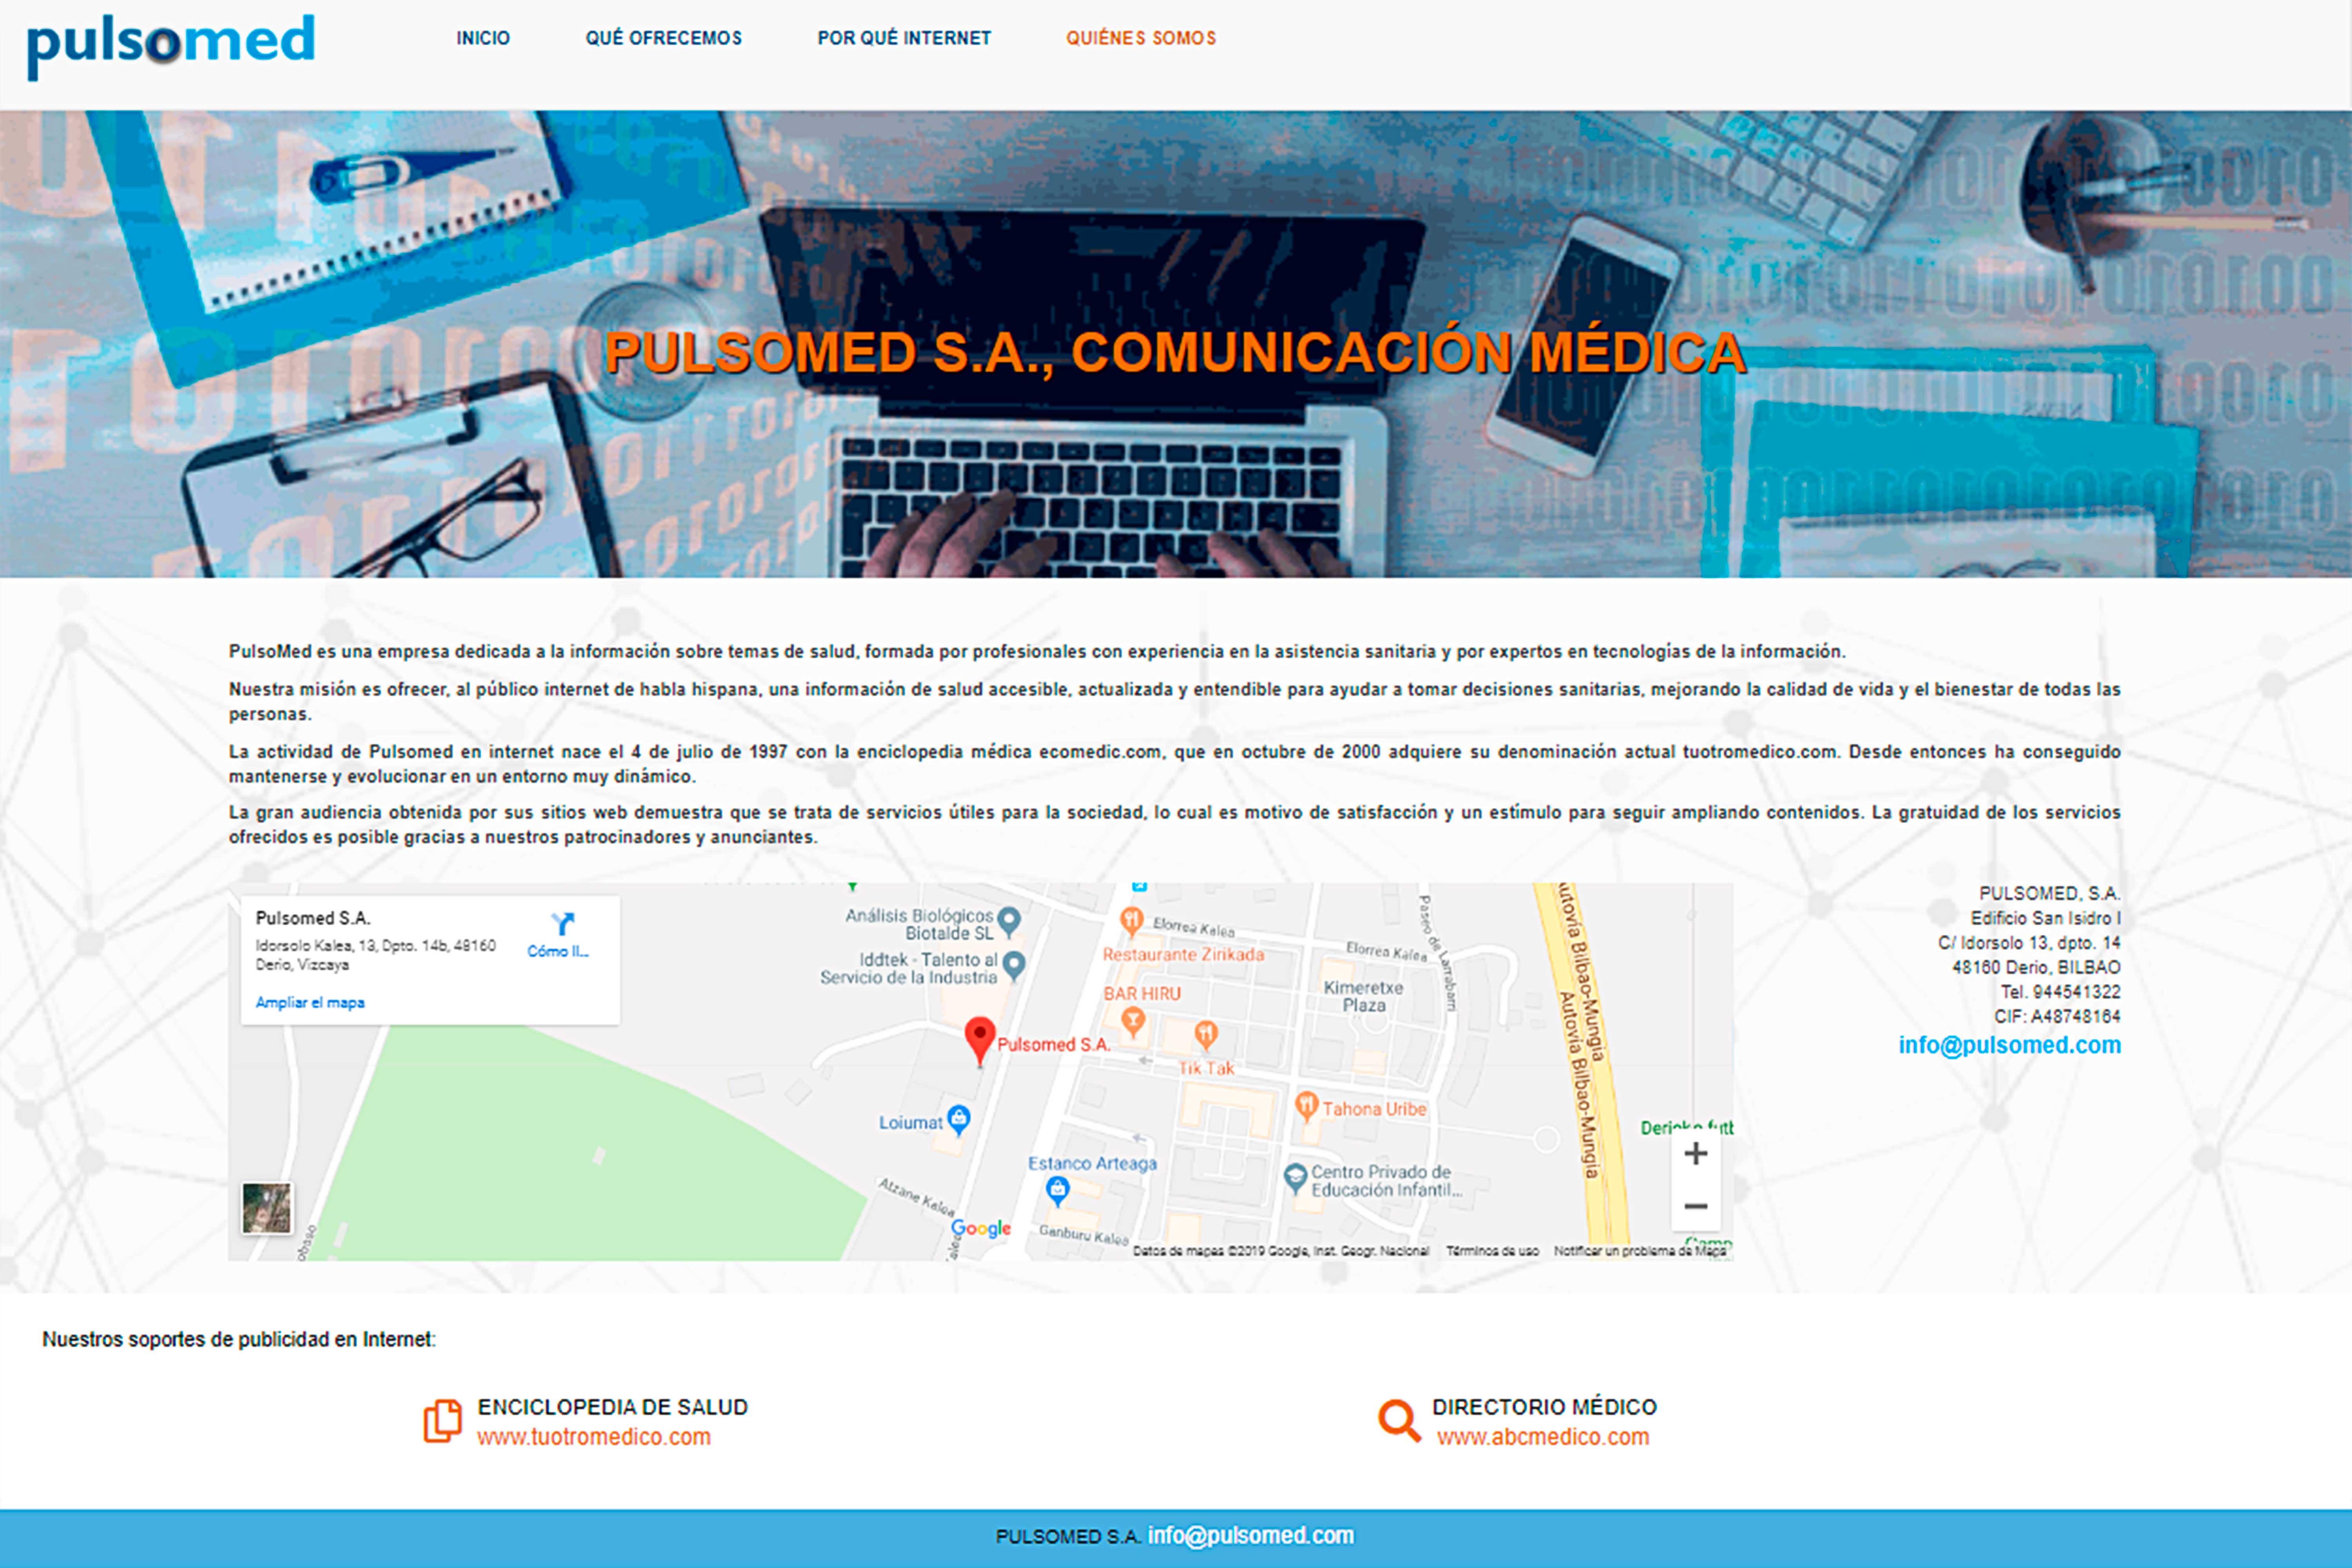 pulsomed
INICIO
QUÉ OFRECEMOS
POR QUÉ INTERNET
QUIÉNES SOMOS
PULSOMED S.A., COMUNICACIÓN MÉDICA
PulsoMed es una empresa dedicada a la información sobre temas de salud, formada por profesionales con experiencia en la asistencia sanitaria y por expertos en tecnologías de la información.
Nuestra misión es ofrecer, al público internet de habla hispana, una información de salud accesible, actualizada y entendible para ayudar a tomar decisiones sanitarias, mejorando la calidad de vida y el bienestar de todas las
personas.
La actividad de Pulsomed en internet nace el 4 de julio de 1997 con la enciclopedia médica ecomedic.com, que en octubre de 2000 adquiere su denominación actual tuotromedico.com. Desde entonces ha conseguido
mantenerse y evolucionar en un entorno muy dinámico.
La gran audiencia obtenida por sus sitios web demuestra que se trata de servicios útiles para la sociedad, lo cual es motivo de satisfacción y un estímulo para seguir ampliando contenidos. La gratuidad de los servicios
ofrecidos es posible gracias a nuestros patrocinadores y anunciantes.
Pulsomed S.A.
Idorsolo Kalea, 13, Dpto. 14b, 48160
Derio, Vizcaya
Cómo ll...
Ampliar el mapa
Análisis Biológicos
Biotalde SL
Iddtek - Talento al
Servicio de la Industria
Elorrea Kalea
Restaurante Zirikada
BAR HIRU
Elorrea Kalea
Paseo de Larrabarri
Kimeretxe
Plaza
Autovía Bilbao-Mungia
Autovía Bilbao-Mungia
Pulsomed S.A.
Tik Tak
Tahona Uribe
Loiumat
Estanco Arteaga
Centro Privado de
Educación Infantil...
Atzane Kalea
Ganburu Kalea
Google
+
−
Datos de mapas ©2019 Google, Inst. Geogr. Nacional
Términos de uso
Notificar un problema de Maps
PULSOMED, S.A.
Edificio San Isidro I
C/ Idorsolo 13, dpto. 14
48160 Derio, BILBAO
Tel. 944541322
CIF: A48748164
info@pulsomed.com
Nuestros soportes de publicidad en Internet:
ENCICLOPEDIA DE SALUD
www.tuotromedico.com
DIRECTORIO MÉDICO
www.abcmedico.com
PULSOMED S.A. info@pulsomed.com